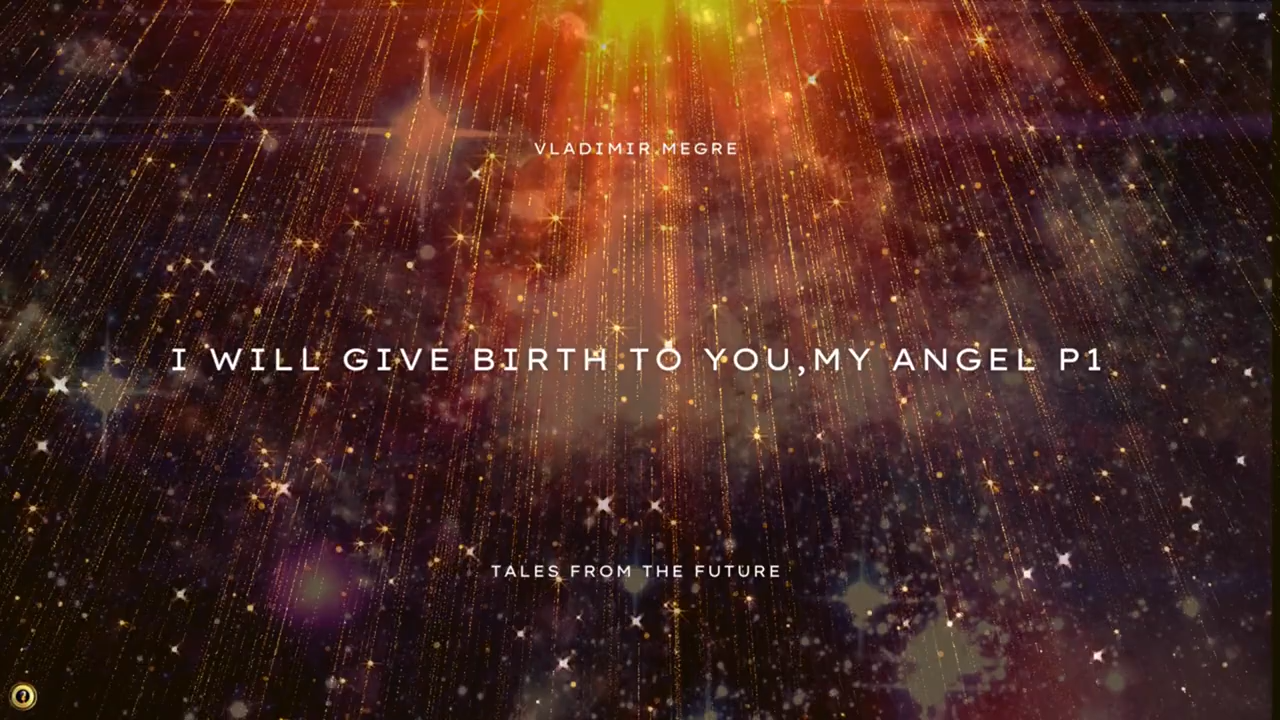 VLADIMIR MEGRE
I WILL GIVE BIRTH TO YOU,MY ANGEL P1
TALES FROM THE FUTURE